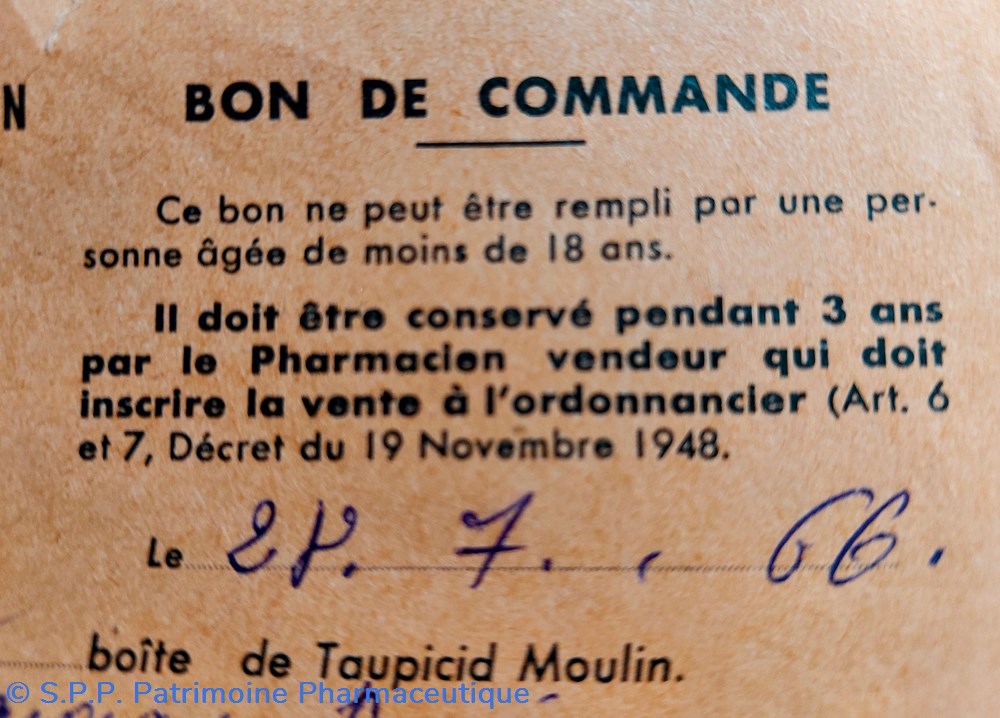 N
BON DE COMMANDE
Ce bon ne peut être rempli par une per-
sonne âgée de moins de 18 ans.
Il doit être conservé pendant 3 ans
par le Pharmacien vendeur qui doit
inscrire la vente à l'ordonnancier (Art. 6
et 7, Décret du 19 Novembre 1948.
Le 28. 7. . 66.
boîte de Taupicid Moulin.
© S.P.P. Patrimoine Pharmaceutique